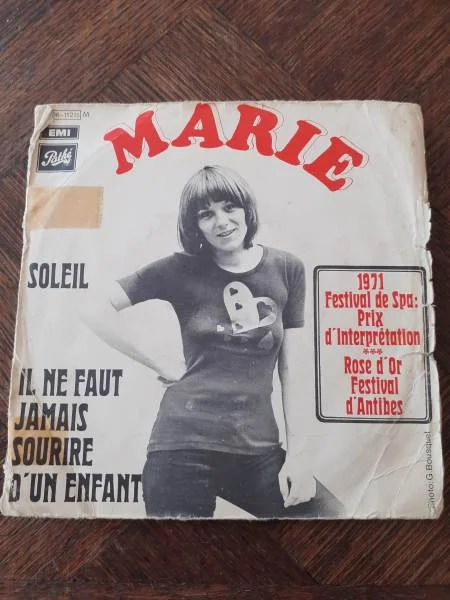 11215 M
EMI
Pathé
MARIE
SOLEIL
IL NE FAUT
JAMAIS
SOURIRE
D'UN ENFANT
1971
Festival de Spa:
Prix
d'Interprétation
***
Rose d'Or
Festival
d'Antibes
Photo: G. Bousquet